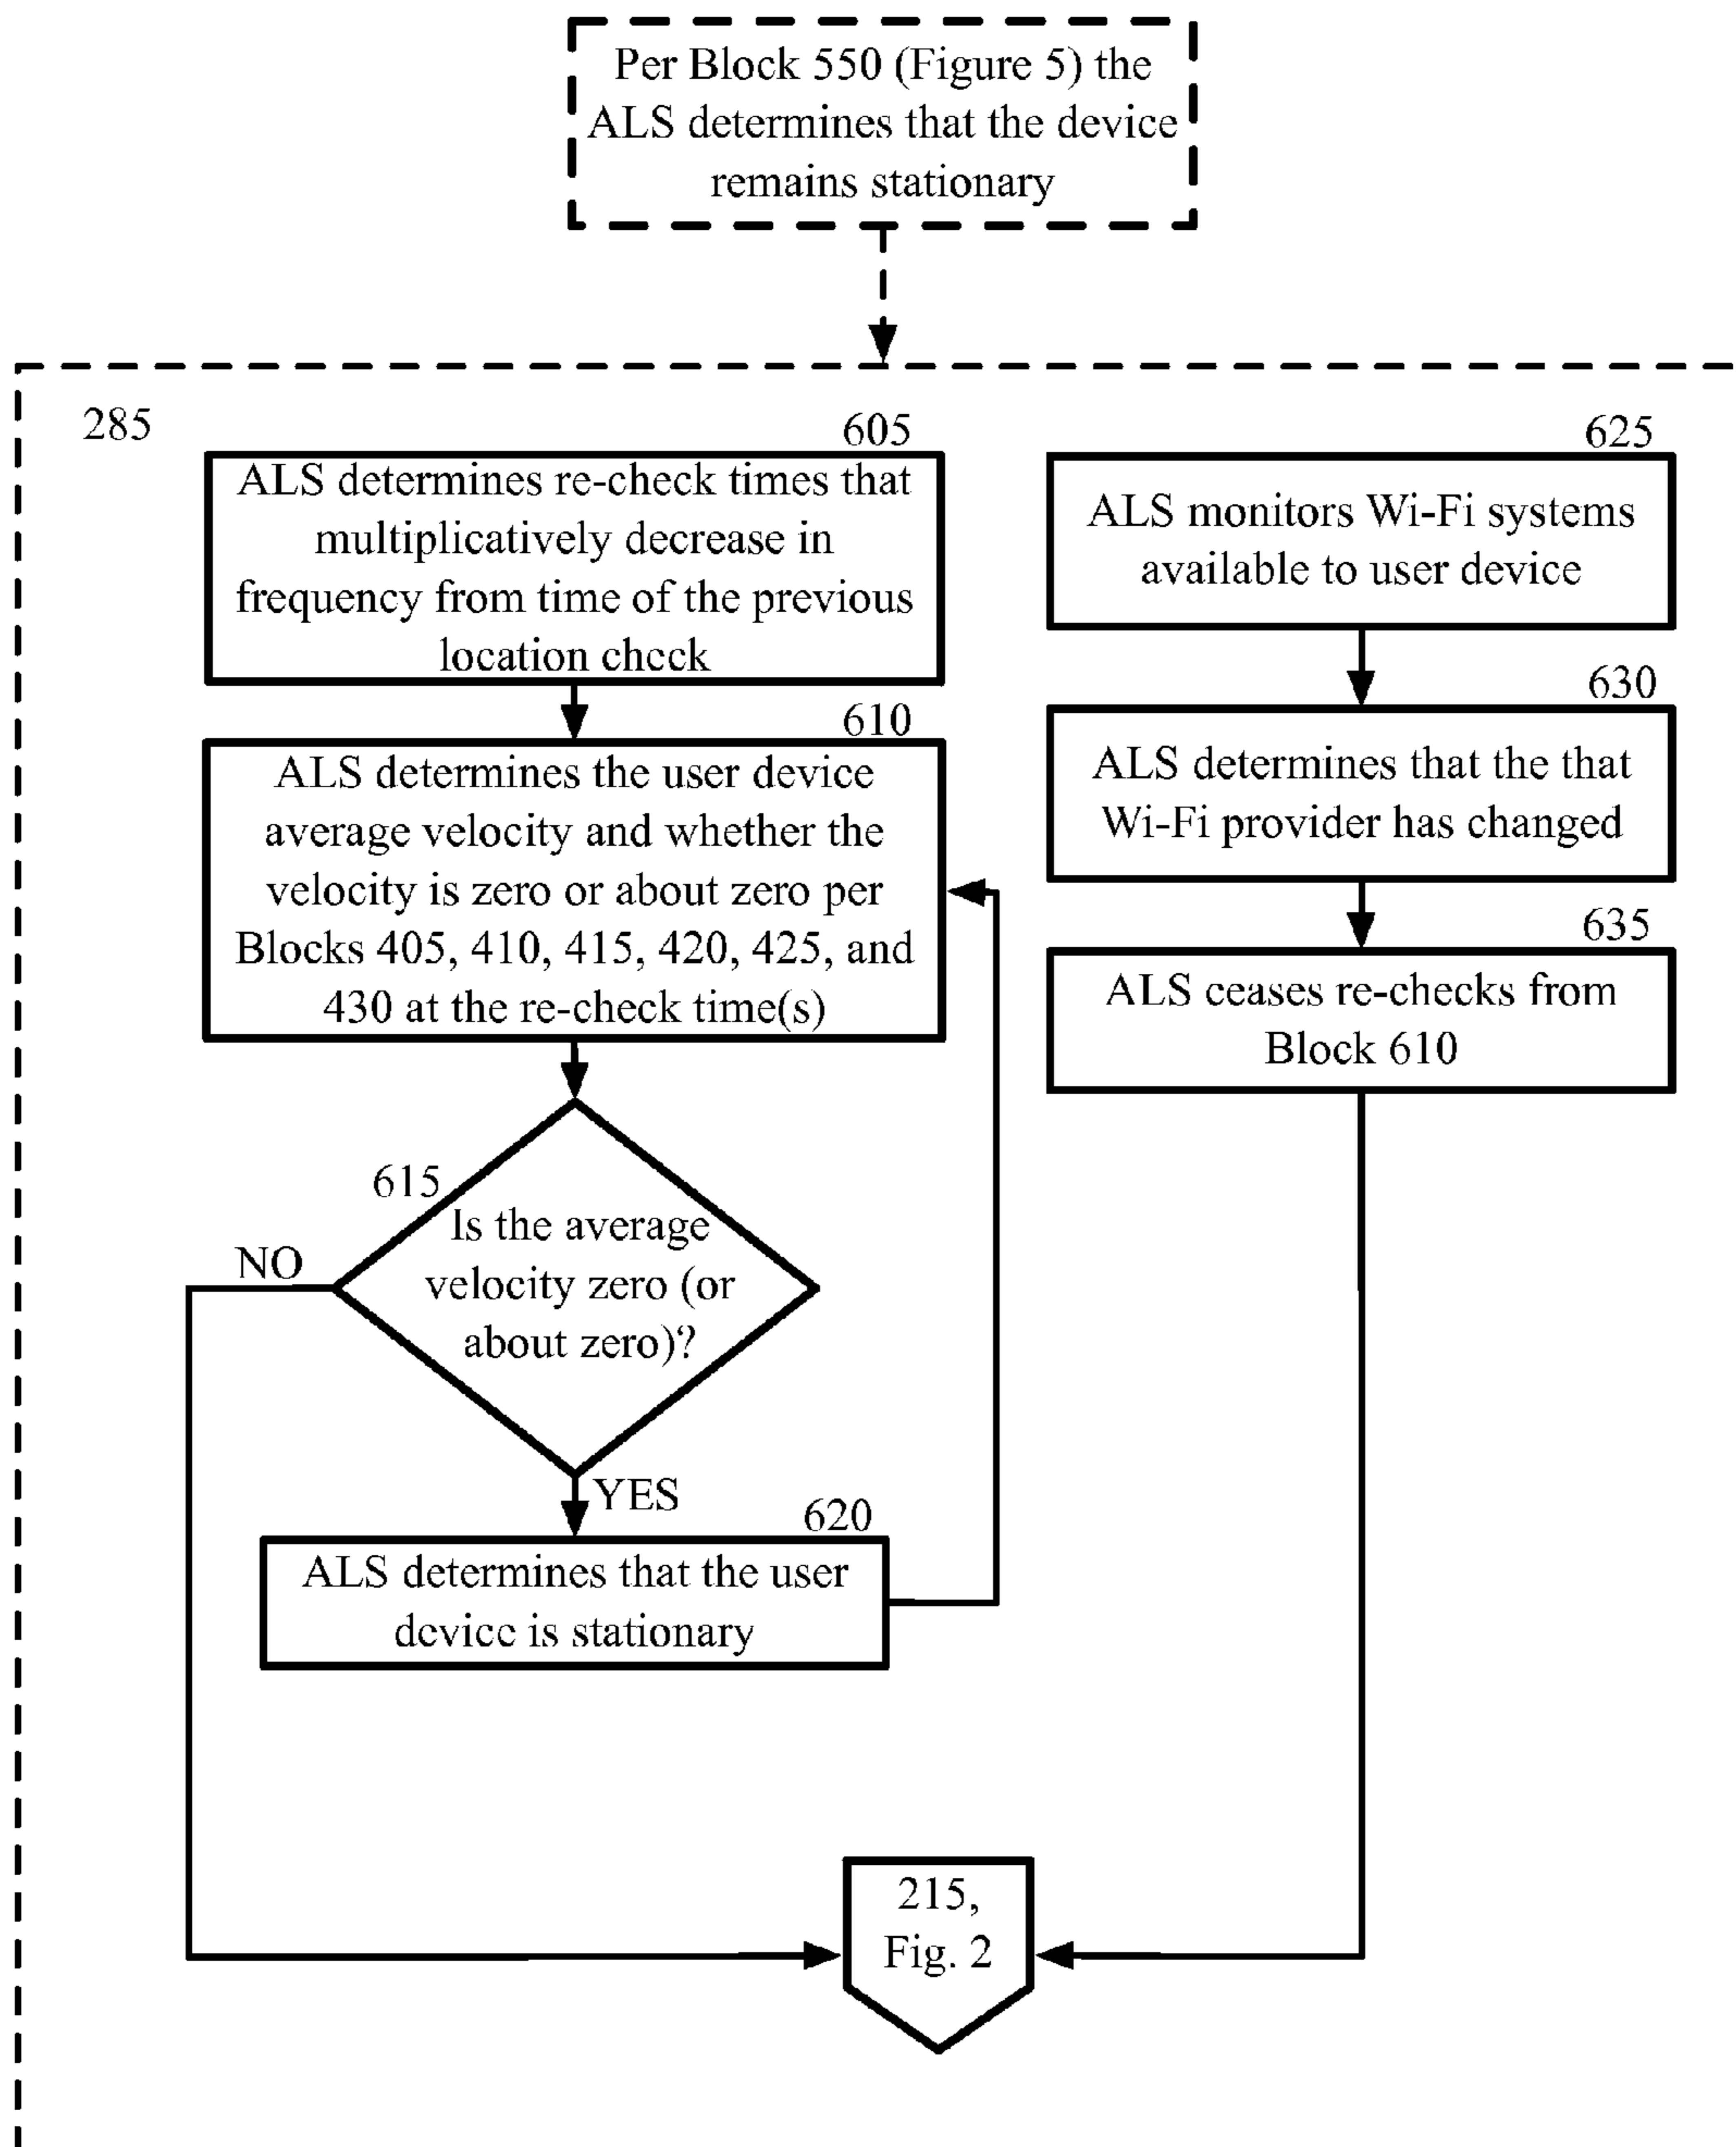 Per Block 550 (Figure 5) the
ALS determines that the device
remains stationary
285
605
ALS determines re-check times that
multiplicatively decrease in
frequency from time of the previous
location check
610
ALS determines the user device
average velocity and whether the
velocity is zero or about zero per
Blocks 405, 410, 415, 420, 425, and
430 at the re-check time(s)
615
Is the average
velocity zero (or
about zero)?
NO
YES
620
ALS determines that the user
device is stationary
625
ALS monitors Wi-Fi systems
available to user device
630
ALS determines that the that
Wi-Fi provider has changed
635
ALS ceases re-checks from
Block 610
215,
Fig. 2